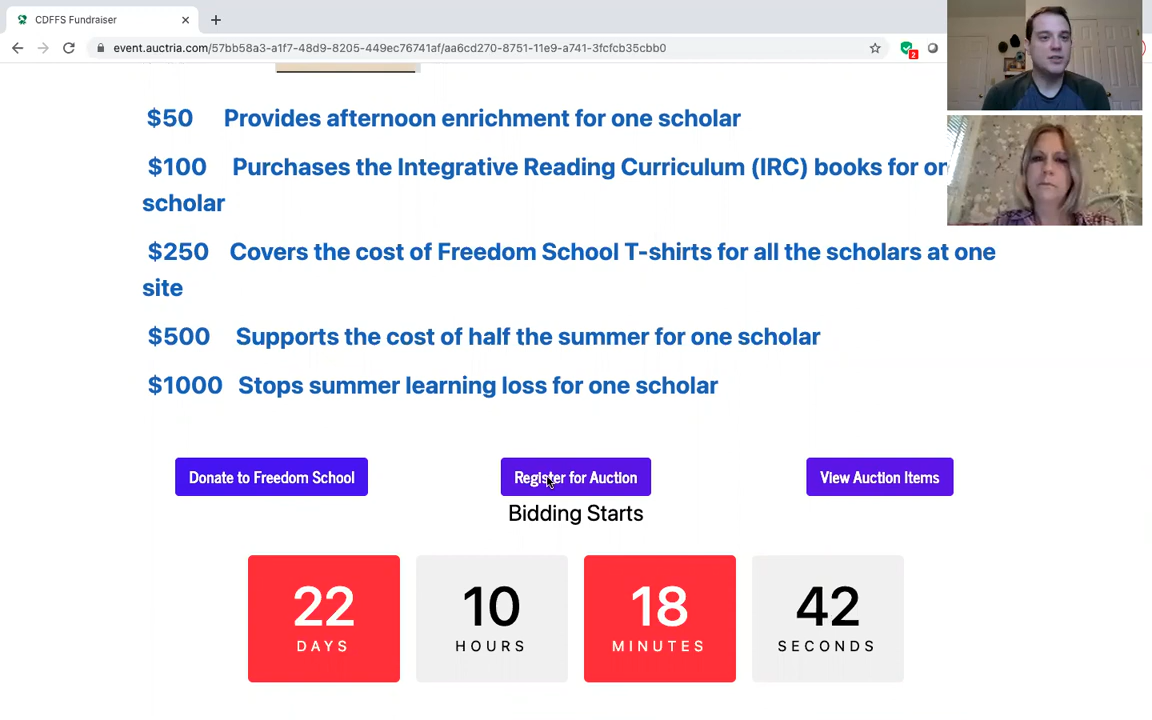 CDFFS Fundraiser
event.auctria.com/57bb58a3-a1f7-48d9-8205-449ec76741af/aa6cd270-8751-11e9-a741-3fcfcb35cbb0
2
$50 Provides afternoon enrichment for one scholar
$100 Purchases the Integrative Reading Curriculum (IRC) books for
scholar
$250 Covers the cost of Freedom School T-shirts for all the scholars at one
site
$500 Supports the cost of half the summer for one scholar
$1000 Stops summer learning loss for one scholar
Donate to Freedom School
Register for Auction
View Auction Items
Bidding Starts
22
10
18
42
DAYS
HOURS
MINUTES
SECONDS